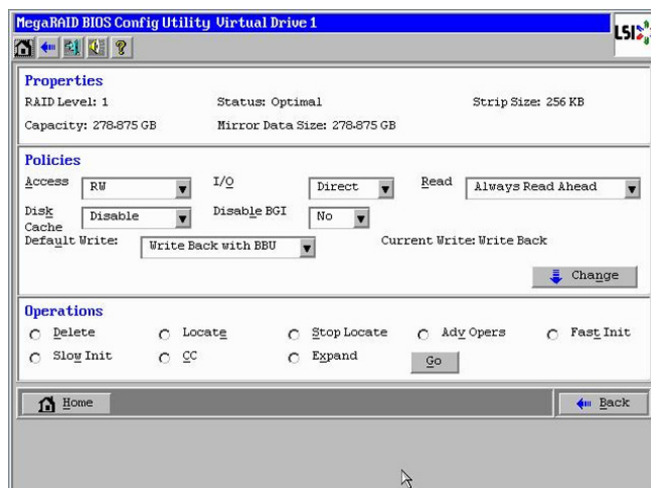 MegaRAID BIOS Config Utility Virtual Drive 1
LSI
?
Properties
RAID Level: 1 Status: Optimal Strip Size: 256 KB
Capacity: 278.875 GB Mirror Data Size: 278.875 GB
Policies
Access RW I/O Direct Read Always Read Ahead
Disk Cache Disable Disable BGI No
Default Write: Write Back with BBU Current Write: Write Back
Change
Operations
Delete Locate Stop Locate Adv Opers Fast Init
Slow Init CC Expand Go
Home Back